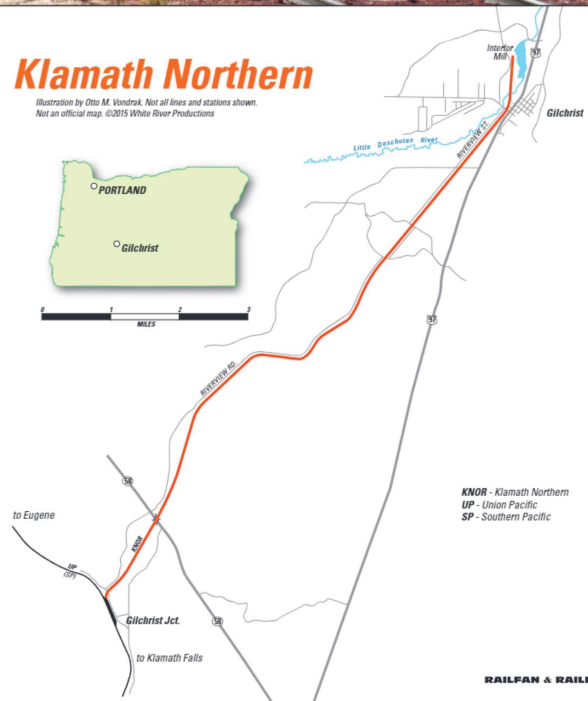 Klamath Northern
Illustration by Otto M. Vondrak. Not all lines and stations shown.
Not an official map. ©2015 White River Productions
Interior
Mill
97
Gilchrist
Little Deschutes River
RIVERVIEW ST.
PORTLAND
Gilchrist
0 1 2 3
MILES
97
RIVERVIEW RD.
58
KNOR - Klamath Northern
UP - Union Pacific
SP - Southern Pacific
to Eugene
KNOR
UP
(SP)
Gilchrist Jct.
58
to Klamath Falls
RAILFAN & RAIL